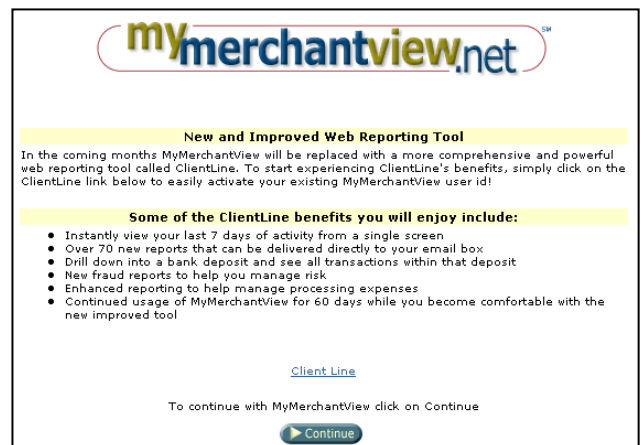 mymerchantview.net SM
New and Improved Web Reporting Tool
In the coming months MyMerchantView will be replaced with a more comprehensive and powerful
web reporting tool called ClientLine. To start experiencing ClientLine's benefits, simply click on the
ClientLine link below to easily activate your existing MyMerchantView user id!
Some of the ClientLine benefits you will enjoy include:
• Instantly view your last 7 days of activity from a single screen
• Over 70 new reports that can be delivered directly to your email box
• Drill down into a bank deposit and see all transactions within that deposit
• New fraud reports to help you manage risk
• Enhanced reporting to help manage processing expenses
• Continued usage of MyMerchantView for 60 days while you become comfortable with the
new improved tool
Client Line
To continue with MyMerchantView click on Continue
Continue